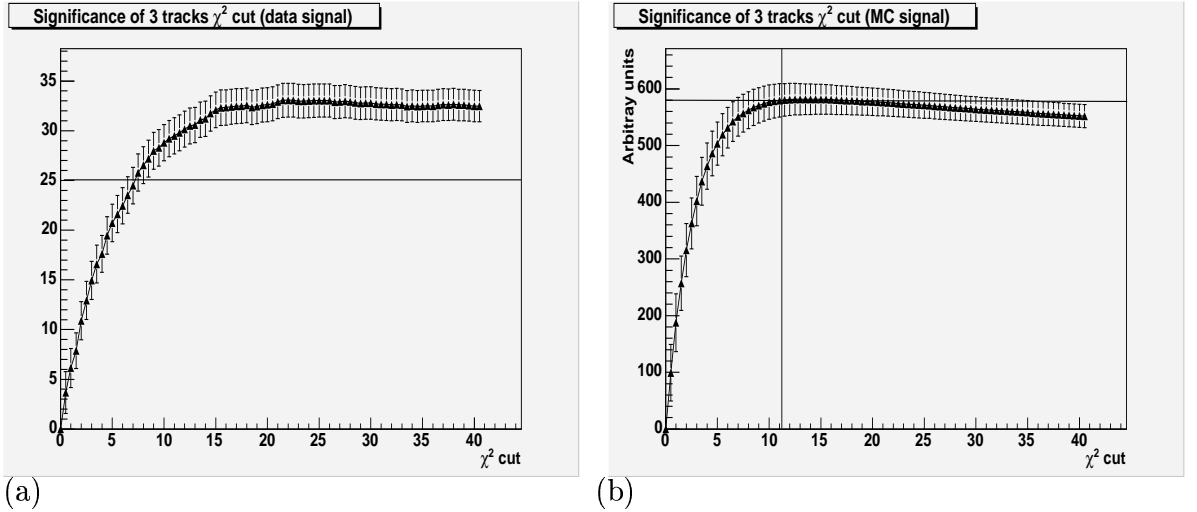 Significance of 3 tracks χ² cut (data signal)
35
30
25
20
15
10
5
0
0 5 10 15 20 25 30 35 40
χ² cut
(a)
Significance of 3 tracks χ² cut (MC signal)
Arbitray units
600
500
400
300
200
100
0
0 5 10 15 20 25 30 35 40
χ² cut
(b)